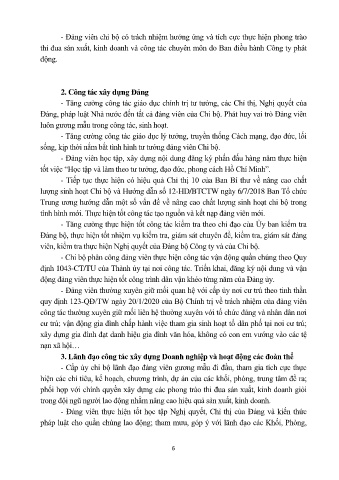 - Đảng viên chi bộ có trách nhiệm hưởng ứng và tích cực thực hiện phong trào
thi đua sản xuất, kinh doanh và công tác chuyên môn do Ban điều hành Công ty phát
động.
2. Công tác xây dựng Đảng
- Tăng cường công tác giáo dục chính trị tư tưởng, các Chỉ thị, Nghị quyết của
Đảng, pháp luật Nhà nước đến tất cả đảng viên của Chi bộ. Phát huy vai trò Đảng viên
luôn gương mẫu trong công tác, sinh hoạt.
- Tăng cường công tác giáo dục lý tưởng, truyền thống Cách mạng, đạo đức, lối
sống, kịp thời nắm bắt tình hình tư tưởng đảng viên Chi bộ.
- Đảng viên học tập, xây dựng nội dung đăng ký phấn đấu hàng năm thực hiện
tốt việc “Học tập và làm theo tư tưởng, đạo đức, phong cách Hồ Chí Minh”.
- Tiếp tục thực hiện có hiệu quả Chỉ thị 10 của Ban Bí thư về nâng cao chất
lượng sinh hoạt Chi bộ và Hướng dẫn số 12-HD/BTCTW ngày 6/7/2018 Ban Tổ chức
Trung ương hướng dẫn một số vấn đề về nâng cao chất lượng sinh hoạt chi bộ trong
tình hình mới. Thực hiện tốt công tác tạo nguồn và kết nạp đảng viên mới.
- Tăng cường thực hiện tốt công tác kiểm tra theo chỉ đạo của Ủy ban kiểm tra
Đảng bộ, thực hiện tốt nhiệm vụ kiểm tra, giám sát chuyên đề, kiểm tra, giám sát đảng
viên, kiểm tra thực hiện Nghị quyết của Đảng bộ Công ty và của Chi bộ.
- Chi bộ phân công đảng viên thực hiện công tác vận động quần chúng theo Quy
định 1043-CT/TU của Thành ủy tại nơi công tác. Triển khai, đăng ký nội dung và vận
động đảng viên thực hiện tốt công trình dân vận khéo từng năm của Đảng ủy.
- Đảng viên thường xuyên giữ mối quan hệ với cấp ủy nơi cư trú theo tinh thần
quy định 123-QĐ/TW ngày 20/1/2020 của Bộ Chính trị về trách nhiệm của đảng viên
công tác thường xuyên giữ mối liên hệ thường xuyên với tổ chức đảng và nhân dân nơi
cư trú; vận động gia đình chấp hành việc tham gia sinh hoạt tổ dân phố tại nơi cư trú;
xây dựng gia đình đạt danh hiệu gia đình văn hóa, không có con em vướng vào các tệ
nạn xã hội…
3. Lãnh đạo công tác xây dựng Doanh nghiệp và hoạt động các đoàn thể
- Cấp ủy chi bộ lãnh đạo đảng viên gương mẫu đi đầu, tham gia tích cực thực
hiện các chỉ tiêu, kế hoạch, chương trình, dự án của các khối, phòng, trung tâm đề ra;
phối hợp với chính quyền xây dựng các phong trào thi đua sản xuất, kinh doanh giỏi
trong đội ngũ người lao động nhằm nâng cao hiệu quả sản xuất, kinh doanh.
- Đảng viên thực hiện tốt học tập Nghị quyết, Chỉ thị của Đảng và kiến thức
pháp luật cho quần chúng lao động; tham mưu, góp ý với lãnh đạo các Khối, Phòng,
6